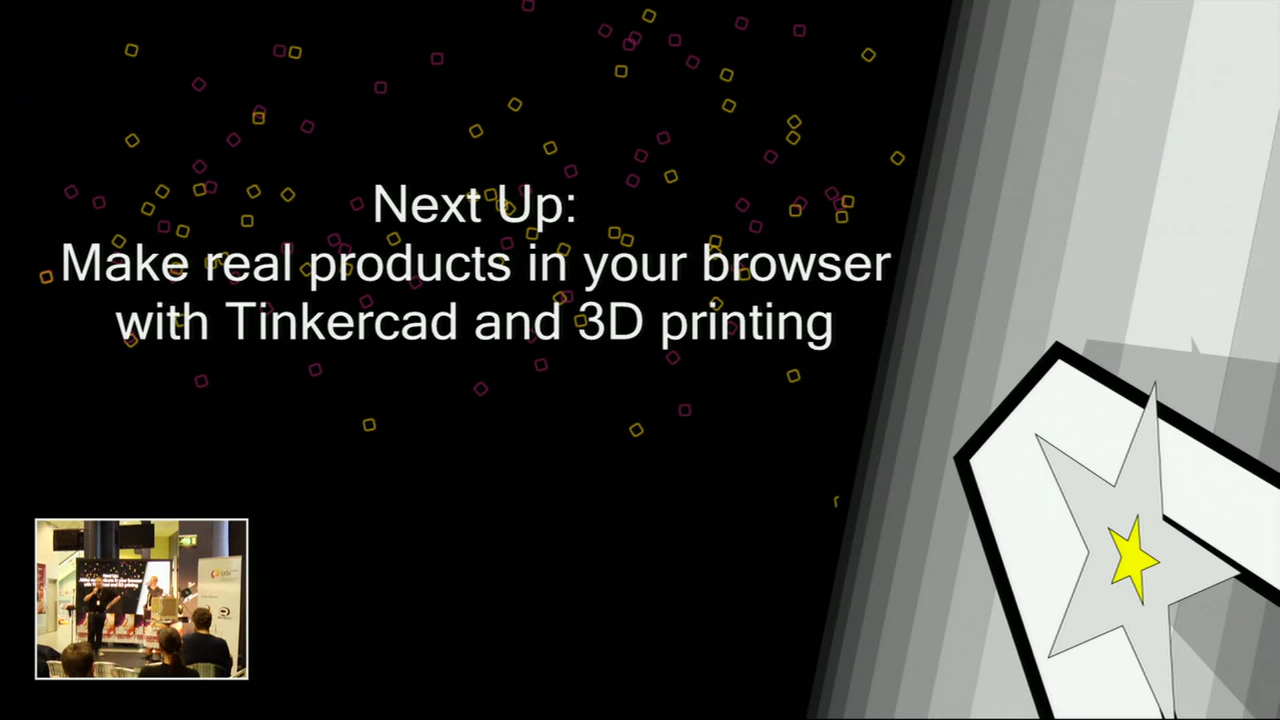 Next Up:
Make real products in your browser
with Tinkercad and 3D printing